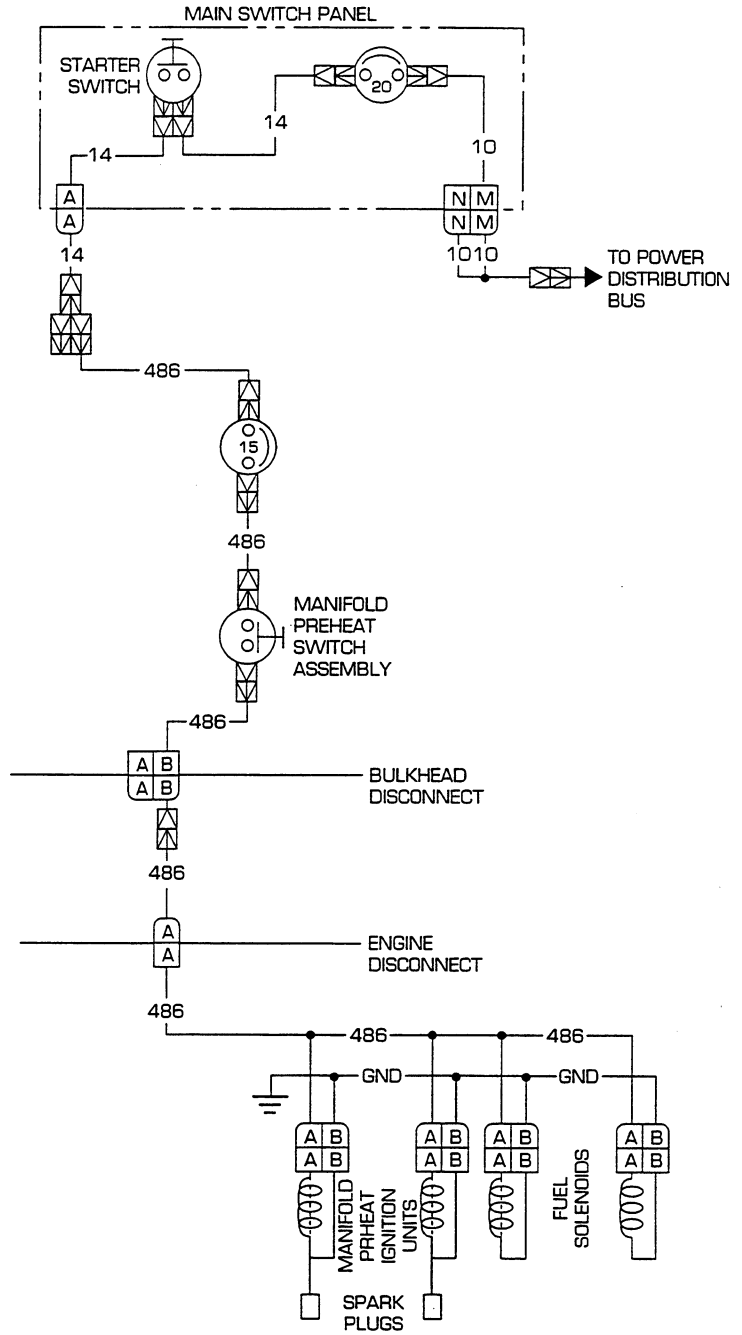 MAIN SWITCH PANEL
STARTER
SWITCH
20
14
14
10
A
N M
A
N M
14
10 10
TO POWER
DISTRIBUTION
BUS
486
15
486
MANIFOLD
PREHEAT
SWITCH
ASSEMBLY
486
A B
A B
BULKHEAD
DISCONNECT
486
A
A
ENGINE
DISCONNECT
486
486
486
GND
GND
A B
A B
A B
A B
A B
A B
A B
A B
MANIFOLD
PRHEAT
IGNITION
UNITS
FUEL
SOLENOIDS
SPARK
PLUGS